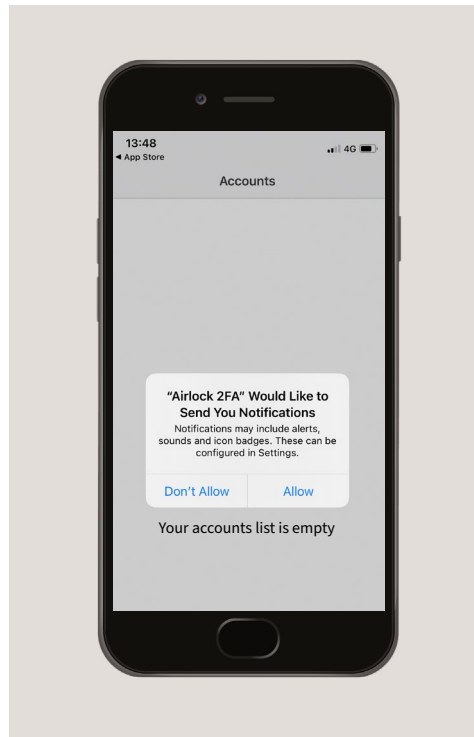 13:48
4G
◀ App Store
Accounts
"Airlock 2FA" Would Like to
Send You Notifications
Notifications may include alerts,
sounds and icon badges. These can be
configured in Settings.
Don't Allow
Allow
Your accounts list is empty